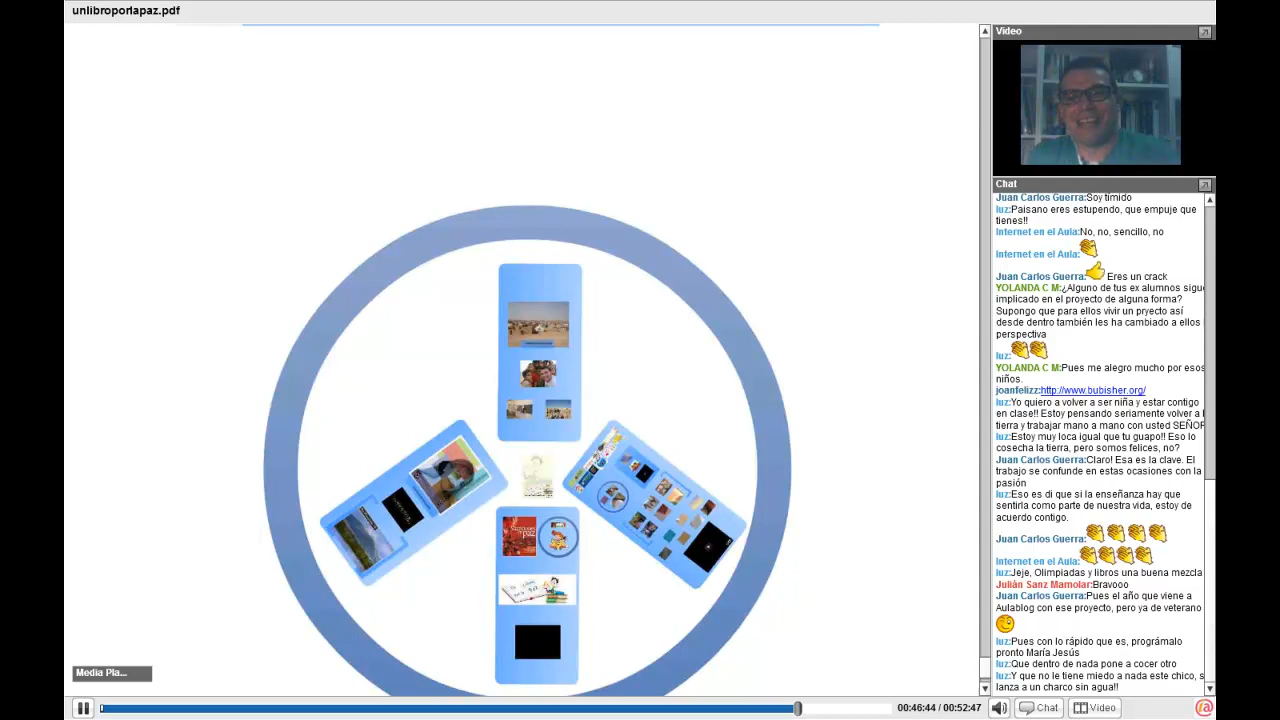 unlibroporlapaz.pdf
Video
Chat
Juan Carlos Guerra:Soy tímido
luz:Paisano eres estupendo, que empuje que
tienes!!
Internet en el Aula:No, no, sencillo, no
Internet en el Aula:
Juan Carlos Guerra: Eres un crack
YOLANDA C M:¿Alguno de tus ex alumnos sigue
implicado en el proyecto de alguna forma?
Supongo que para ellos vivir un pryecto así
desde dentro también les ha cambiado a ellos
perspectiva
luz:
YOLANDA C M:Pues me alegro mucho por esos
niños.
joanfelizz:http://www.bubisher.org/
luz:Yo quiero a volver a ser niña y estar contigo
en clase!! Estoy pensando seriamente volver a l
tierra y trabajar mano a mano con usted SEÑOR
luz:Estoy muy loca igual que tu guapo!! Eso lo
cosecha la tierra, pero somos felices, no?
Juan Carlos Guerra:Claro! Esa es la clave. El
trabajo se confunde en estas ocasiones con la
pasión
luz:Eso es di que si la enseñanza hay que
sentirla como parte de nuestra vida, estoy de
acuerdo contigo.
Juan Carlos Guerra:
Internet en el Aula:
luz:Jeje, Olimpiadas y libros una buena mezcla
Julián Sanz Mamolar:Bravooo
Juan Carlos Guerra:Pues el año que viene a
Aulablog con ese proyecto, pero ya de veterano
luz:Pues con lo rápido que es, prográmalo
pronto María Jesús
luz:Que dentro de nada pone a cocer otro
luz:Y que no le tiene miedo a nada este chico, s
lanza a un charco sin agua!!
Media Pla...
00:46:44 / 00:52:47
Chat
Video